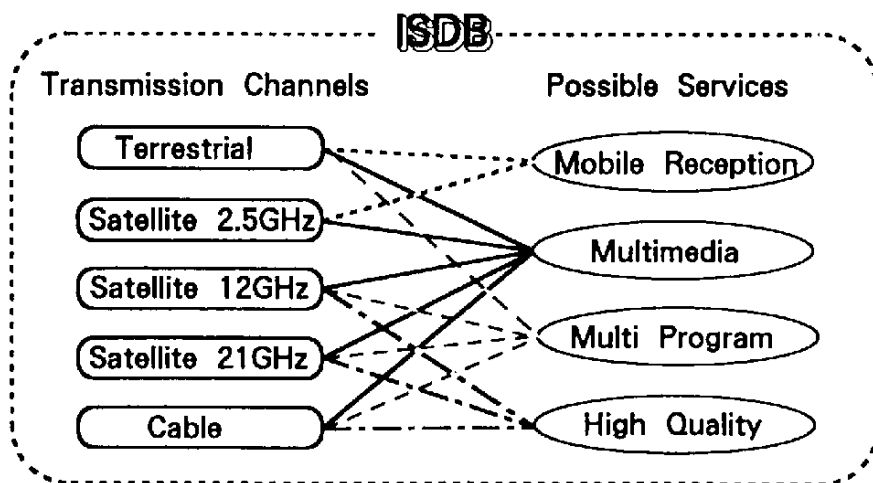 ISDB
Transmission Channels
Possible Services
Terrestrial
Satellite 2.5GHz
Satellite 12GHz
Satellite 21GHz
Cable
Mobile Reception
Multimedia
Multi Program
High Quality